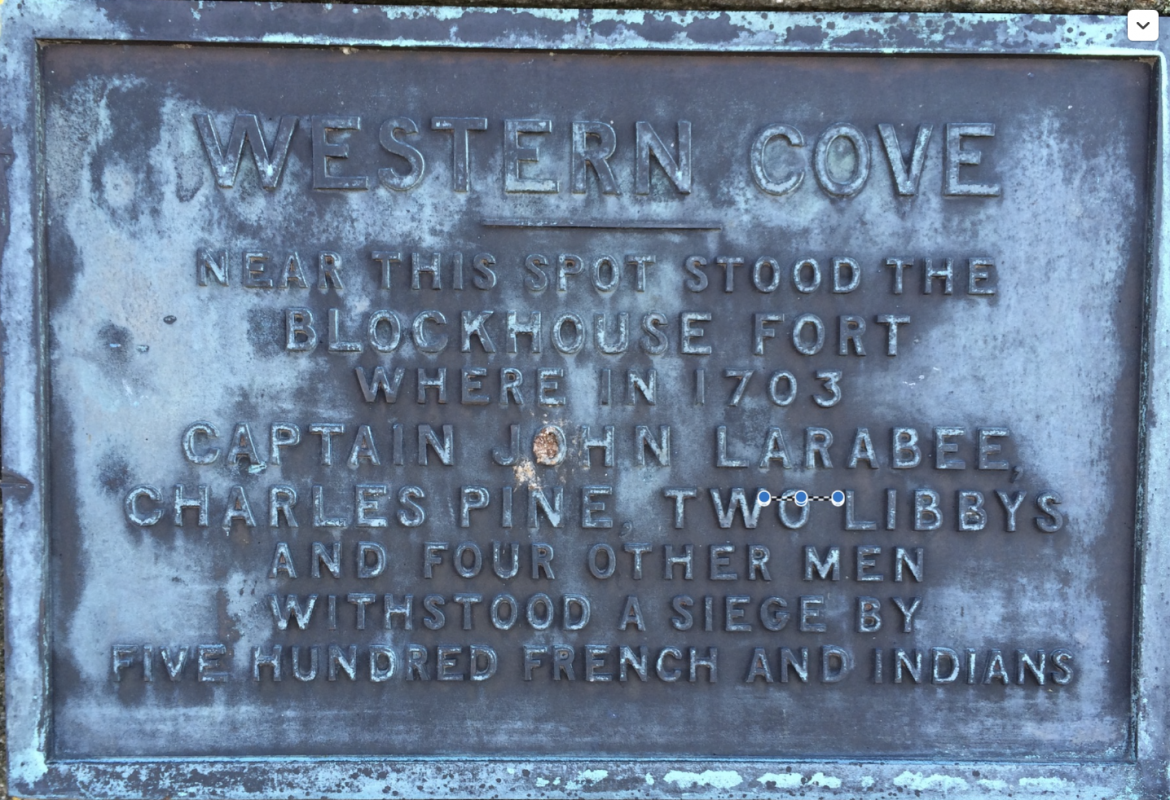 WESTERN COVE
NEAR THIS SPOT STOOD THE
BLOCKHOUSE FORT
WHERE IN 1703
CAPTAIN JOHN LARABEE,
CHARLES PINE, TWO LIBBYS
AND FOUR OTHER MEN
WITHSTOOD A SIEGE BY
FIVE HUNDRED FRENCH AND INDIANS